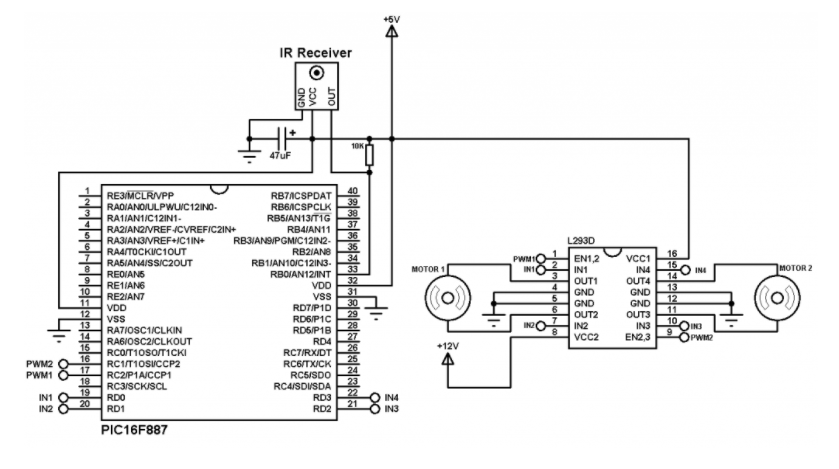 +5V
IR Receiver
GND
VCC
OUT
+
47uF
10K
1 RE3/MCLR/VPP RB7/ICSPDAT 40
2 RA0/AN0/ULPWU/C12IN0- RB6/ICSPCLK 39
3 RA1/AN1/C12IN1- RB5/AN13/T1G 38
4 RA2/AN2/VREF-/CVREF/C2IN+ RB4/AN11 37
5 RA3/AN3/VREF+/C1IN+ RB3/AN9/PGM/C12IN2- 36
6 RA4/T0CKI/C1OUT RB2/AN8 35
7 RA5/AN4/SS/C2OUT RB1/AN10/C12IN3- 34
8 RE0/AN5 RB0/AN12/INT 33
9 RE1/AN6 VDD 32
10 RE2/AN7 VSS 31
11 VDD RD7/P1D 30
12 VSS RD6/P1C 29
13 RA7/OSC1/CLKIN RD5/P1B 28
14 RA6/OSC2/CLKOUT RD4 27
15 RC0/T1OSO/T1CKI RC7/RX/DT 26
PWM2 16 RC1/T1OSI/CCP2 RC6/TX/CK 25
PWM1 17 RC2/P1A/CCP1 RC5/SDO 24
18 RC3/SCK/SCL RC4/SDI/SDA 23
IN1 19 RD0 RD3 22 IN4
IN2 20 RD1 RD2 21 IN3
PIC16F887
L293D
PWM1 1 EN1,2 VCC1 16
IN1 2 IN1 IN4 15 IN4
MOTOR 1 3 OUT1 OUT4 14 MOTOR 2
4 GND GND 13
5 GND GND 12
6 OUT2 OUT3 11
IN2 7 IN2 IN3 10 IN3
8 VCC2 EN2,3 9 PWM2
+12V